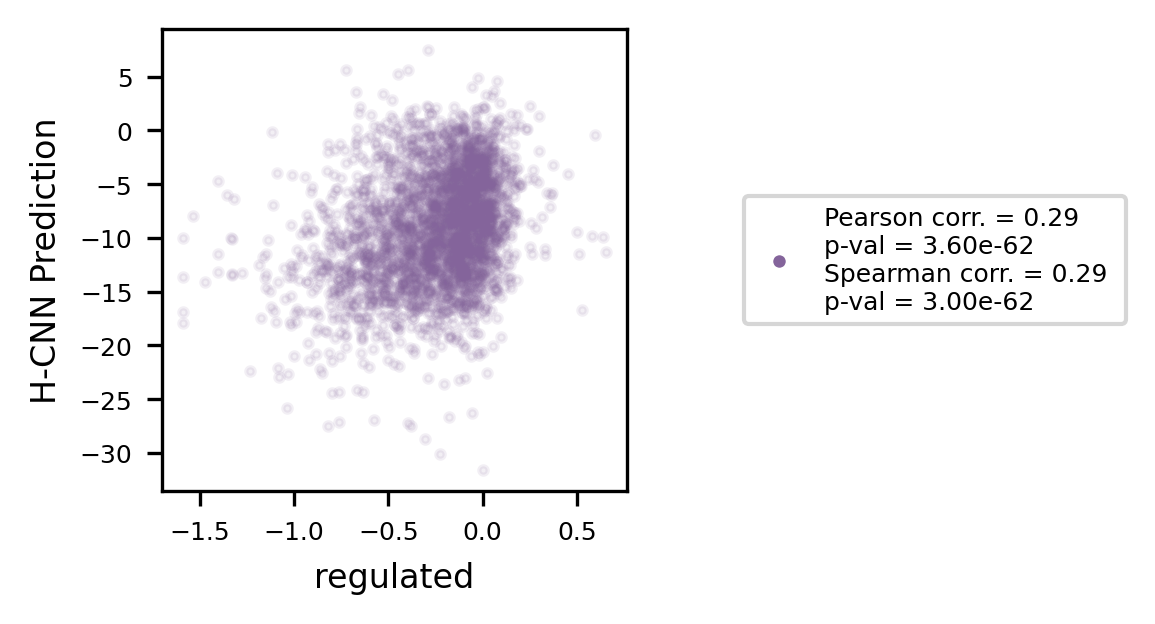 H-CNN Prediction
5
0
−5
−10
−15
−20
−25
−30
−1.5 −1.0 −0.5 0.0 0.5
regulated
Pearson corr. = 0.29
p-val = 3.60e-62
Spearman corr. = 0.29
p-val = 3.00e-62